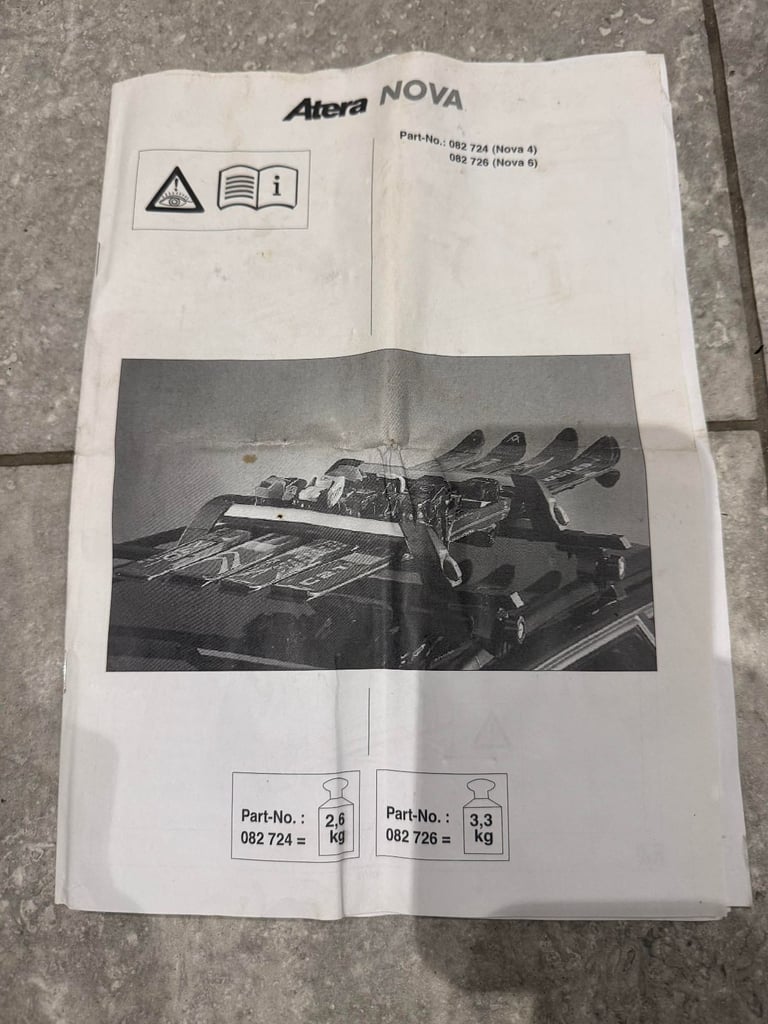 Atera NOVA
Part-No.: 082 724 (Nova 4)
082 726 (Nova 6)
i
Part-No. :
082 724 =
2,6
kg
Part-No. :
082 726 =
3,3
kg